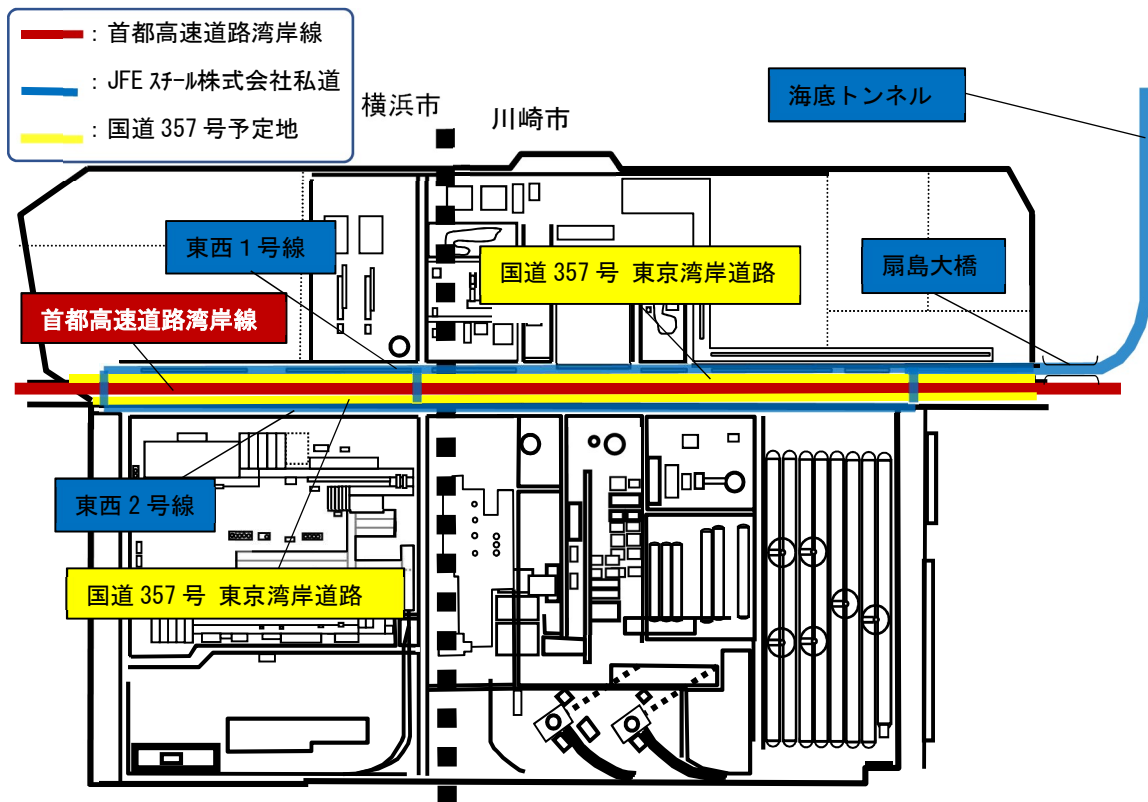 ：首都高速道路湾岸線
：JFE ｽﾁｰﾙ株式会社私道
：国道 357 号予定地
横浜市
川崎市
海底トンネル
東西１号線
国道 357 号 東京湾岸道路
扇島大橋
首都高速道路湾岸線
東西２号線
国道 357 号 東京湾岸道路